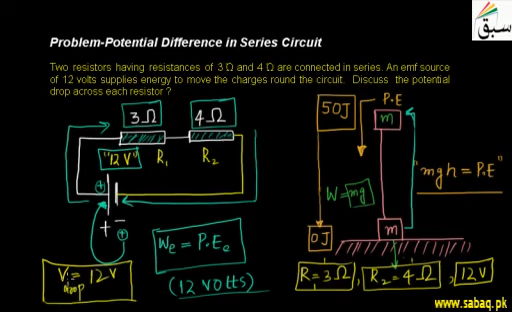 سبق
Problem-Potential Difference in Series Circuit
Two resistors having resistances of 3 Ω and 4 Ω are connected in series. An emf source
of 12 volts supplies energy to move the charges round the circuit. Discuss the potential
drop across each resistor ?
3Ω 4Ω
"12 V" R₁ R₂
+ −
+ +
Wₑ = P.Eₑ
(12 volts)
V drop = 12 V
50J P.E
m
"mgh = P.E"
W = mg
0J m
R₁ = 3Ω, R₂ = 4Ω, 12V
www.sabaq.pk